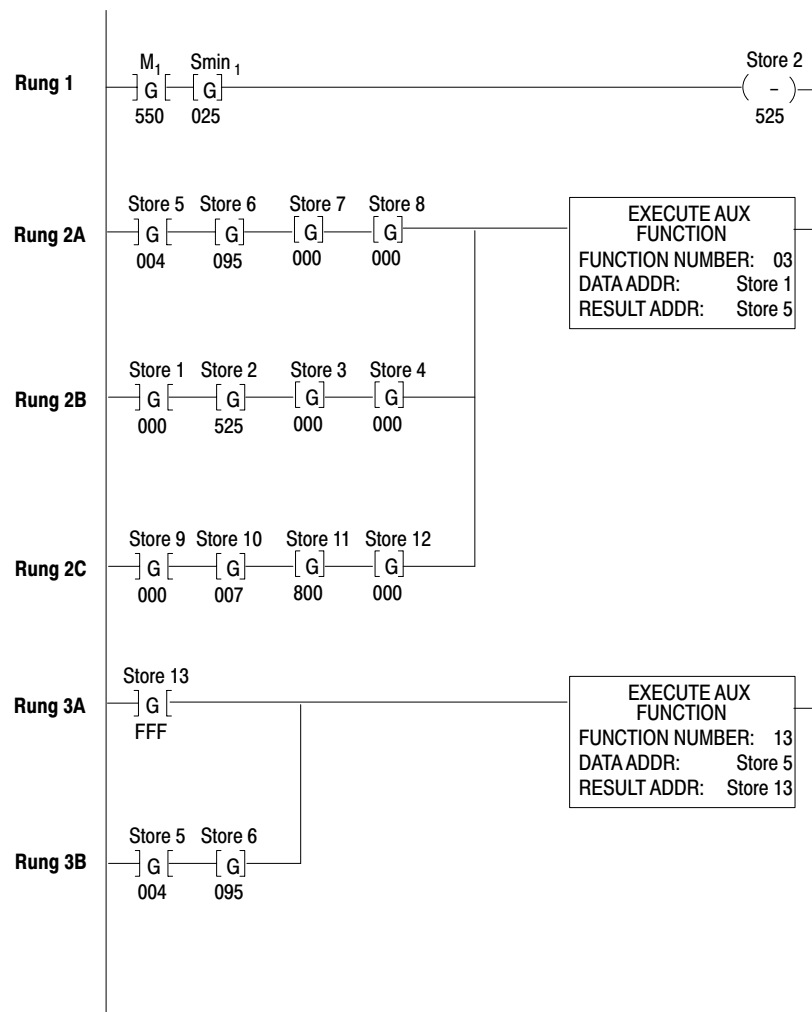 M1 Smin 1 Store 2
Rung 1 ] G [ [ G ] ( – )
550 025 525
Store 5 Store 6 Store 7 Store 8
Rung 2A ] G [ [ G ] [ G ] [ G ]
004 095 000 000
EXECUTE AUX
FUNCTION
FUNCTION NUMBER: 03
DATA ADDR: Store 1
RESULT ADDR: Store 5
Store 1 Store 2 Store 3 Store 4
Rung 2B ] G [ [ G ] [ G ] [ G ]
000 525 000 000
Store 9 Store 10 Store 11 Store 12
Rung 2C ] G [ [ G ] [ G ] [ G ]
000 007 800 000
Store 13
Rung 3A ] G [
FFF
EXECUTE AUX
FUNCTION
FUNCTION NUMBER: 13
DATA ADDR: Store 5
RESULT ADDR: Store 13
Store 5 Store 6
Rung 3B ] G [ [ G ]
004 095